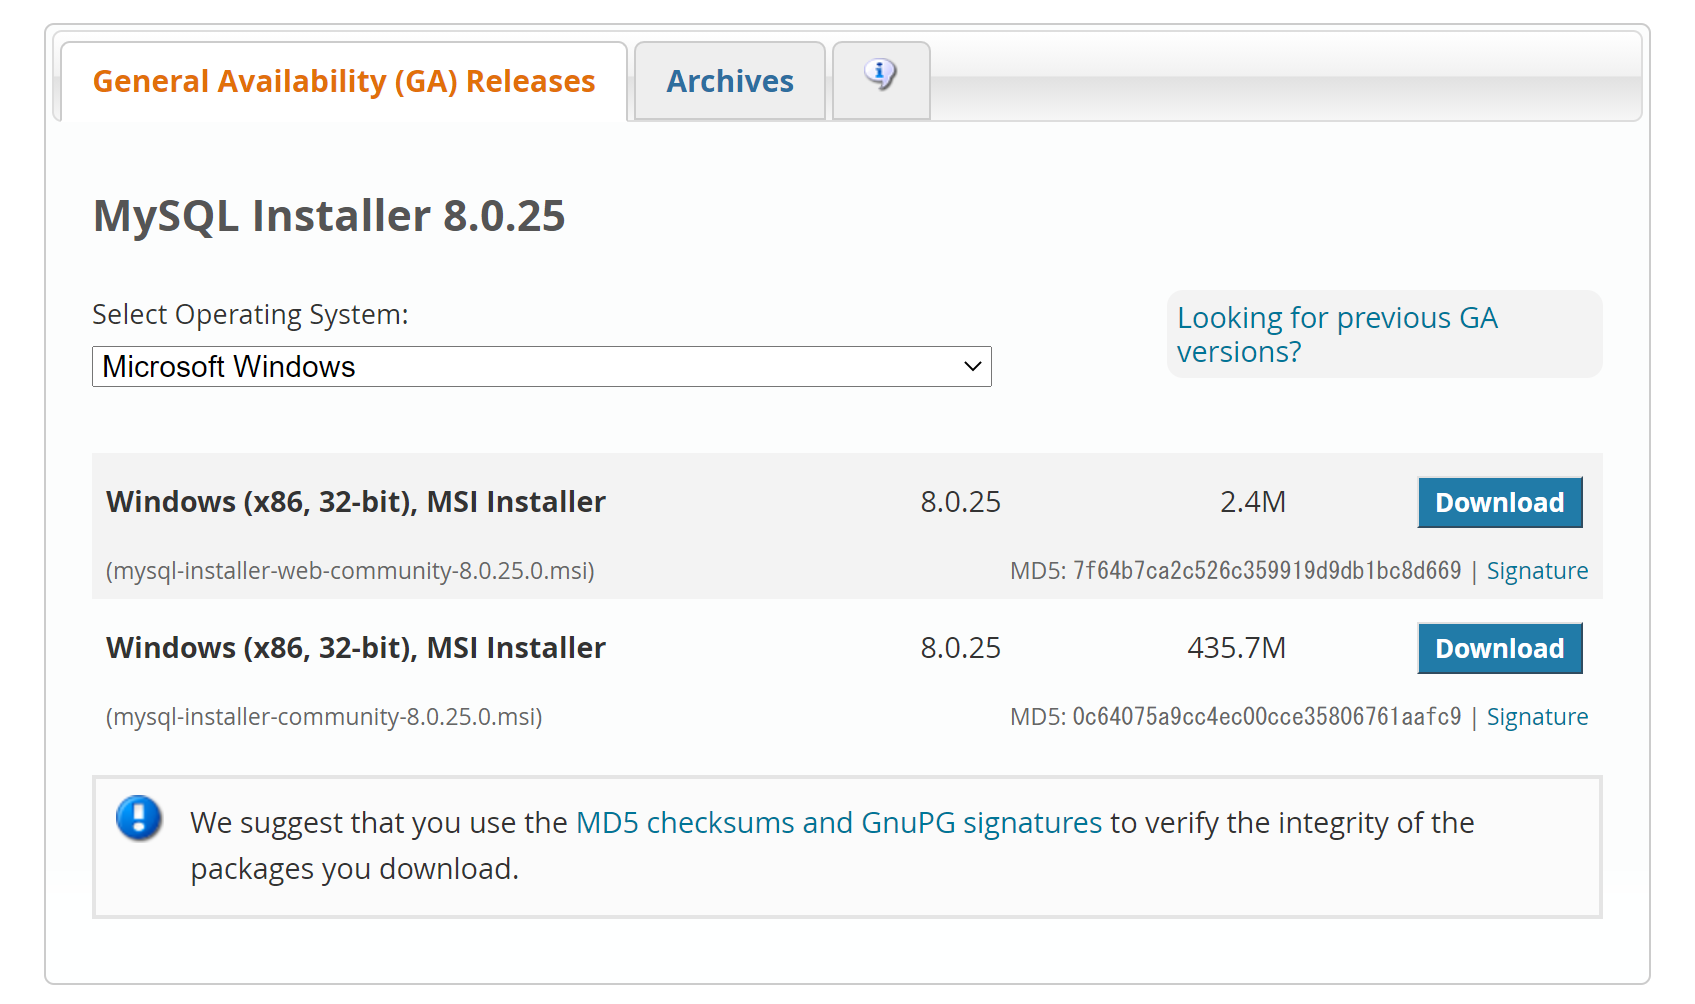 General Availability (GA) Releases
Archives
MySQL Installer 8.0.25
Select Operating System:
Microsoft Windows
Looking for previous GA
versions?
Windows (x86, 32-bit), MSI Installer 8.0.25 2.4M Download
(mysql-installer-web-community-8.0.25.0.msi) MD5: 7f64b7ca2c526c359919d9db1bc8d669 | Signature
Windows (x86, 32-bit), MSI Installer 8.0.25 435.7M Download
(mysql-installer-community-8.0.25.0.msi) MD5: 0c64075a9cc4ec00cce35806761aafc9 | Signature
We suggest that you use the MD5 checksums and GnuPG signatures to verify the integrity of the
packages you download.